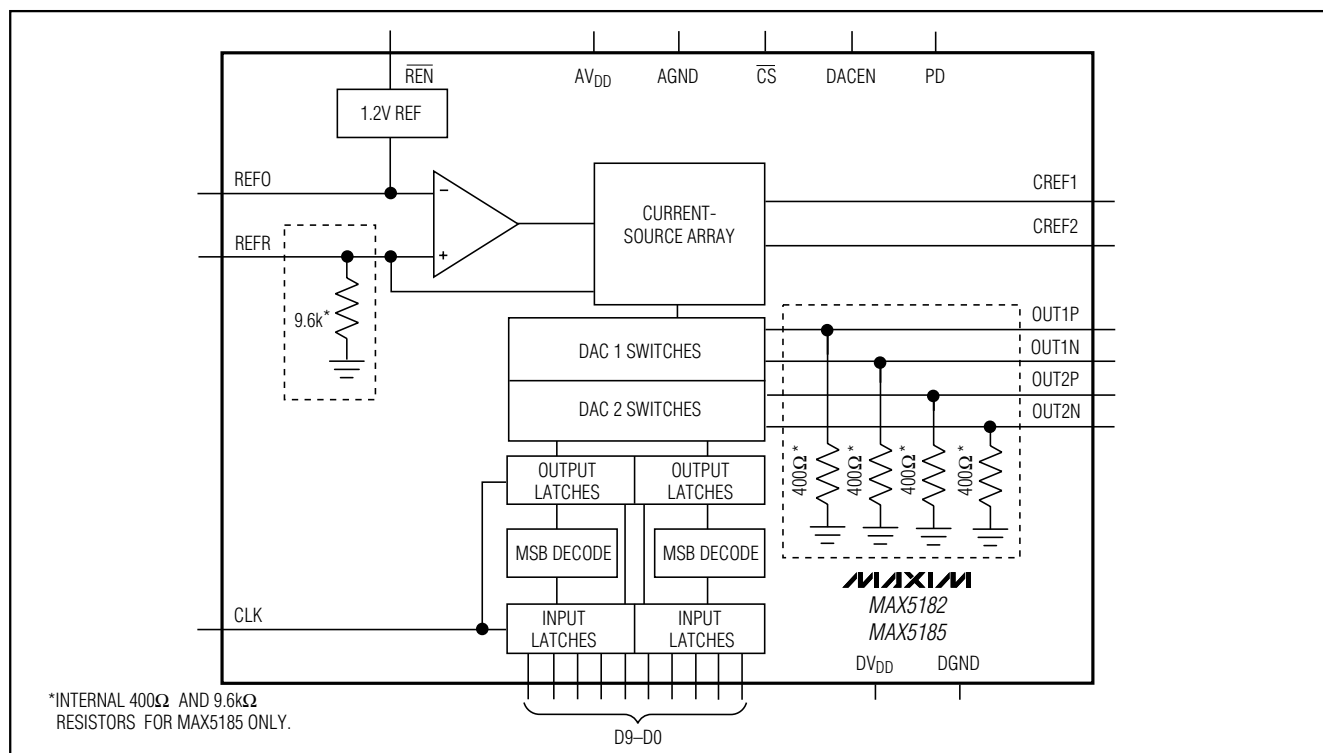 REN
AVDD
AGND
CS
DACEN
PD
1.2V REF
REFO
−
CURRENT-
SOURCE ARRAY
CREF1
CREF2
REFR
+
9.6k*
OUT1P
DAC 1 SWITCHES
OUT1N
OUT2P
DAC 2 SWITCHES
OUT2N
400Ω*
400Ω*
400Ω*
400Ω*
OUTPUT
LATCHES
OUTPUT
LATCHES
MSB DECODE
MSB DECODE
MAXIM
MAX5182
MAX5185
CLK
INPUT
LATCHES
INPUT
LATCHES
DVDD
DGND
*INTERNAL 400Ω AND 9.6kΩ
RESISTORS FOR MAX5185 ONLY.
D9–D0